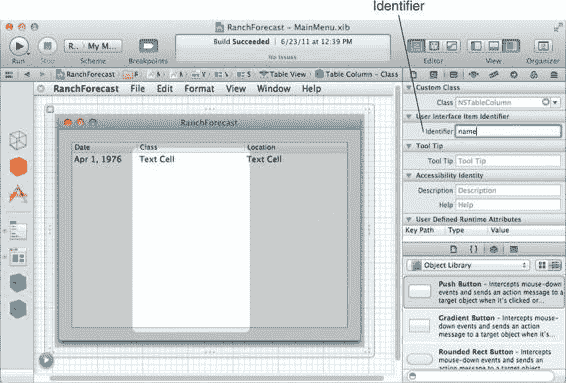 Identifier
RanchForecast – MainMenu.xib
Build Succeeded | 6/23/11 at 12:39 PM
No Issues
R... › My M...
Run Stop Scheme Breakpoints Editor View Organizer
RanchForecast
Table View
Table Column – Class
RanchForecast File Edit Format View Window Help
RanchForecast
Date Class Location
Apr 1, 1976 Text Cell Text Cell
Custom Class
Class NSTableColumn
User Interface Item Identifier
Identifier name
Tool Tip
Tool Tip Tool Tip
Accessibility Identity
Description Description
Help Help
User Defined Runtime Attributes
Key Path Type Value
Object Library
Push Button – Intercepts mouse-down
events and sends an action message to a
target object when it's clicked or...
Gradient Button – Intercepts mouse-
down events and sends an action
message to a target object when it's...
Rounded Rect Button – Intercepts
mouse-down events and sends an
action message to a target object